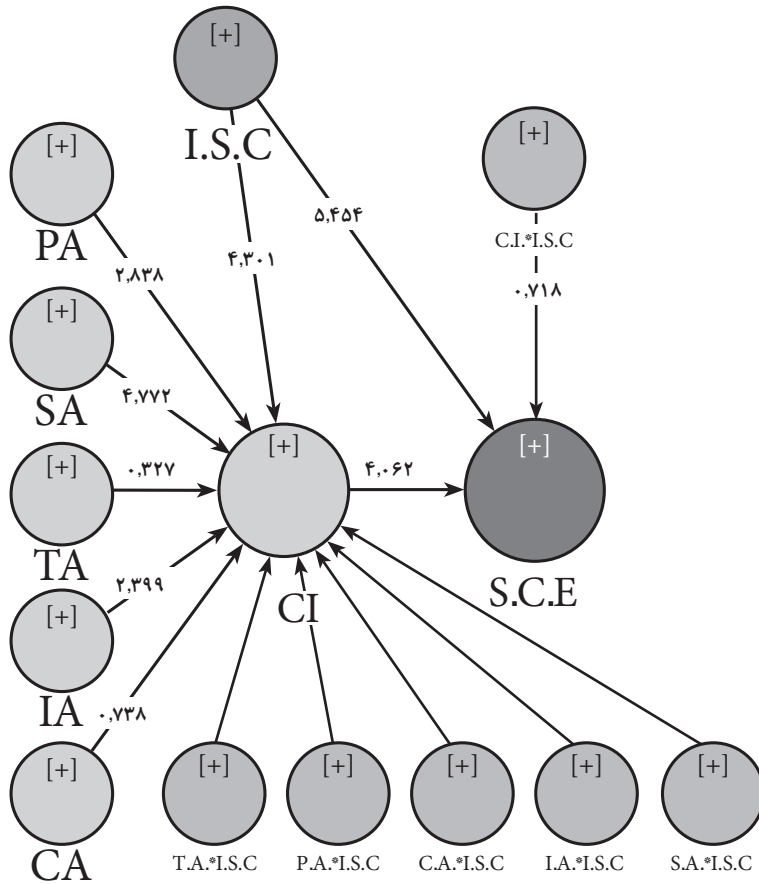 [+]
I.S.C
[+]
PA
[+]
C.I.*I.S.C
۵,۴۵۴
۴,۳۰۱
۲,۸۳۸
۰,۷۱۸
[+]
SA
۴,۷۷۲
[+]
TA
۰,۳۲۷
[+]
CI
۴,۰۶۲
[+]
S.C.E
۲,۳۹۹
[+]
IA
۰,۷۳۸
[+]
CA
[+]
T.A.*I.S.C
[+]
P.A.*I.S.C
[+]
C.A.*I.S.C
[+]
I.A.*I.S.C
[+]
S.A.*I.S.C